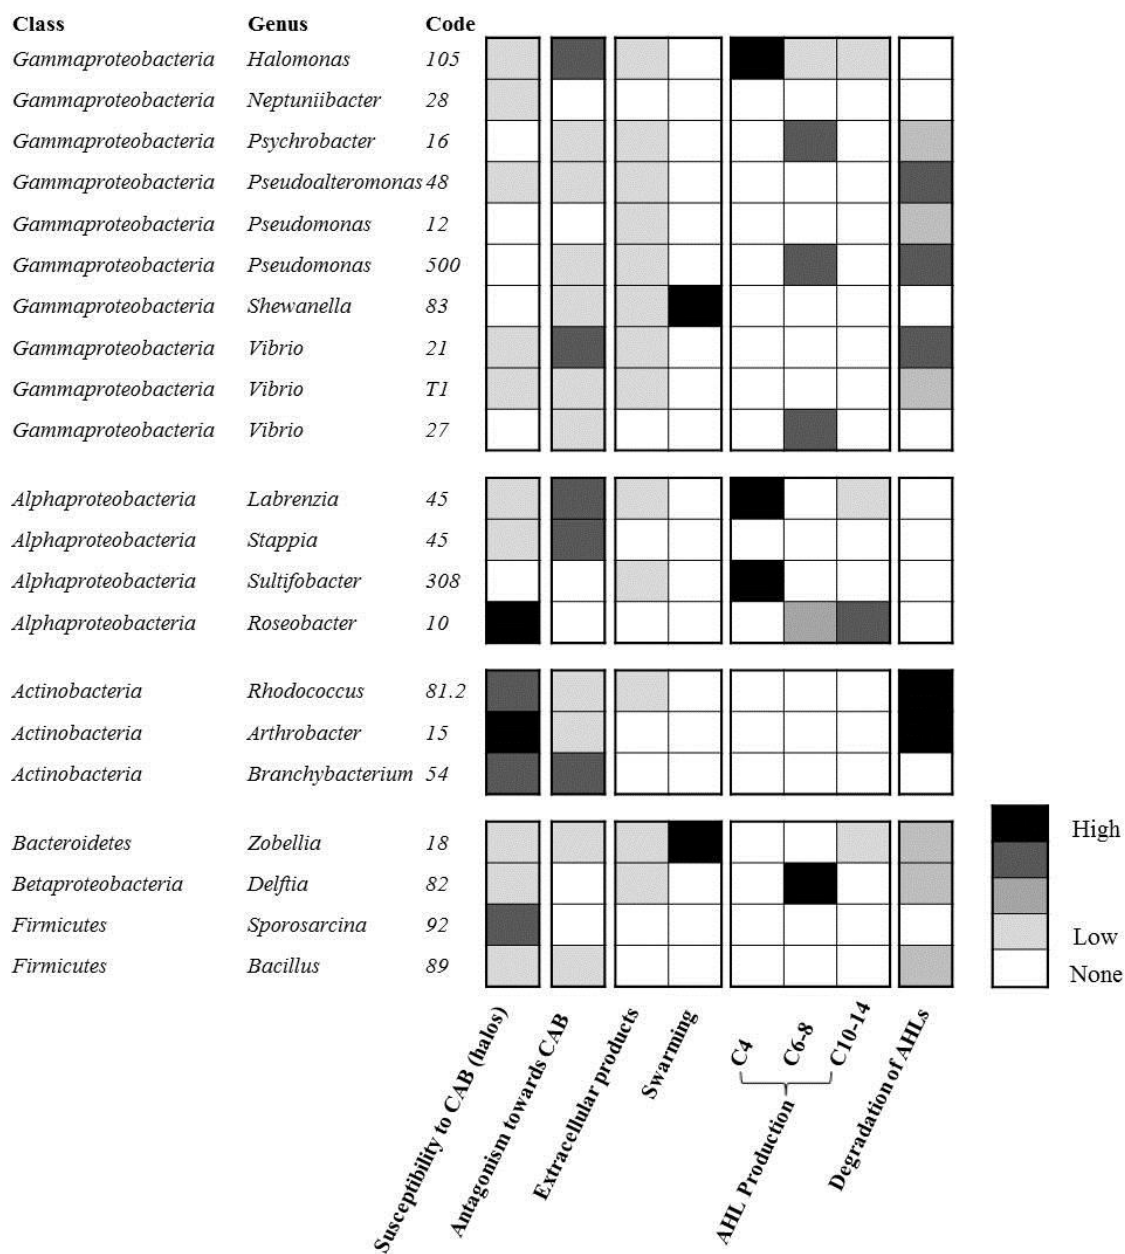 Class Genus Code
Gammaproteobacteria Halomonas 105
Gammaproteobacteria Neptuniibacter 28
Gammaproteobacteria Psychrobacter 16
Gammaproteobacteria Pseudoalteromonas 48
Gammaproteobacteria Pseudomonas 12
Gammaproteobacteria Pseudomonas 500
Gammaproteobacteria Shewanella 83
Gammaproteobacteria Vibrio 21
Gammaproteobacteria Vibrio T1
Gammaproteobacteria Vibrio 27
Alphaproteobacteria Labrenzia 45
Alphaproteobacteria Stappia 45
Alphaproteobacteria Sultifobacter 308
Alphaproteobacteria Roseobacter 10
Actinobacteria Rhodococcus 81.2
Actinobacteria Arthrobacter 15
Actinobacteria Branchybacterium 54
Bacteroidetes Zobellia 18
Betaproteobacteria Delftia 82
Firmicutes Sporosarcina 92
Firmicutes Bacillus 89
High
Low
None
Susceptibility to CAB (halos)
Antagonism towards CAB
Extracellular products
Swarming
C4
C6-8
C10-14
AHL Production
Degradation of AHLs